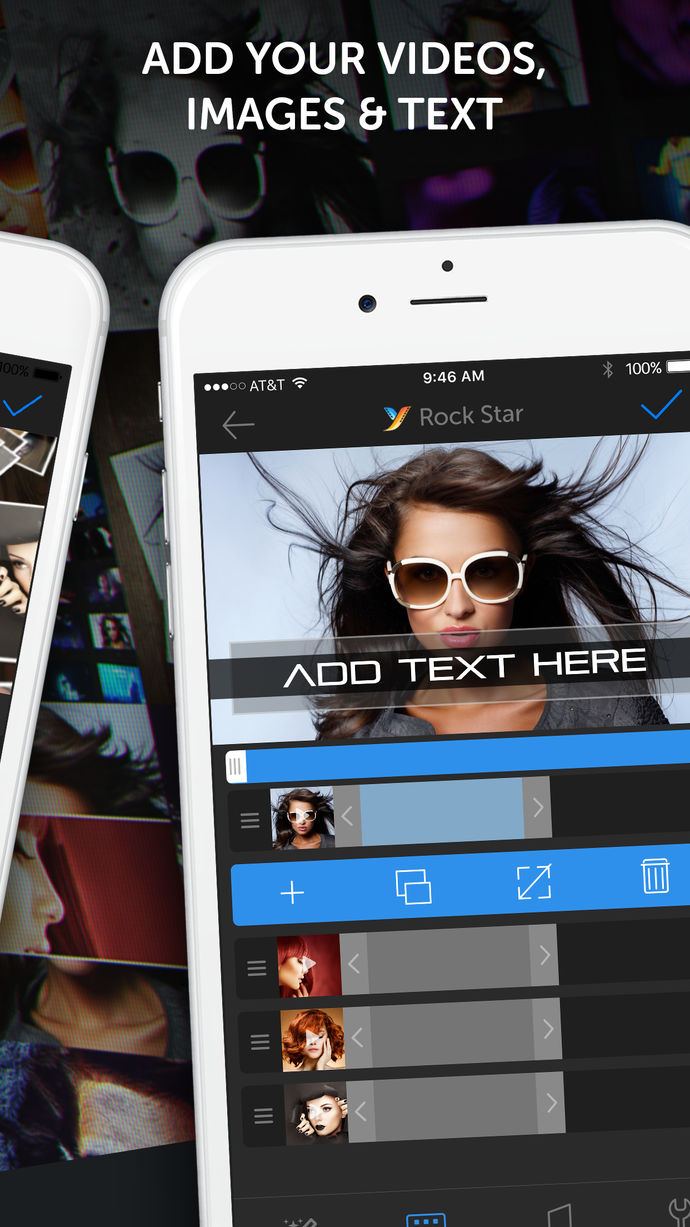 ADD YOUR VIDEOS,
IMAGES & TEXT
100%
AT&T
9:46 AM
100%
Rock Star
ADD TEXT HERE